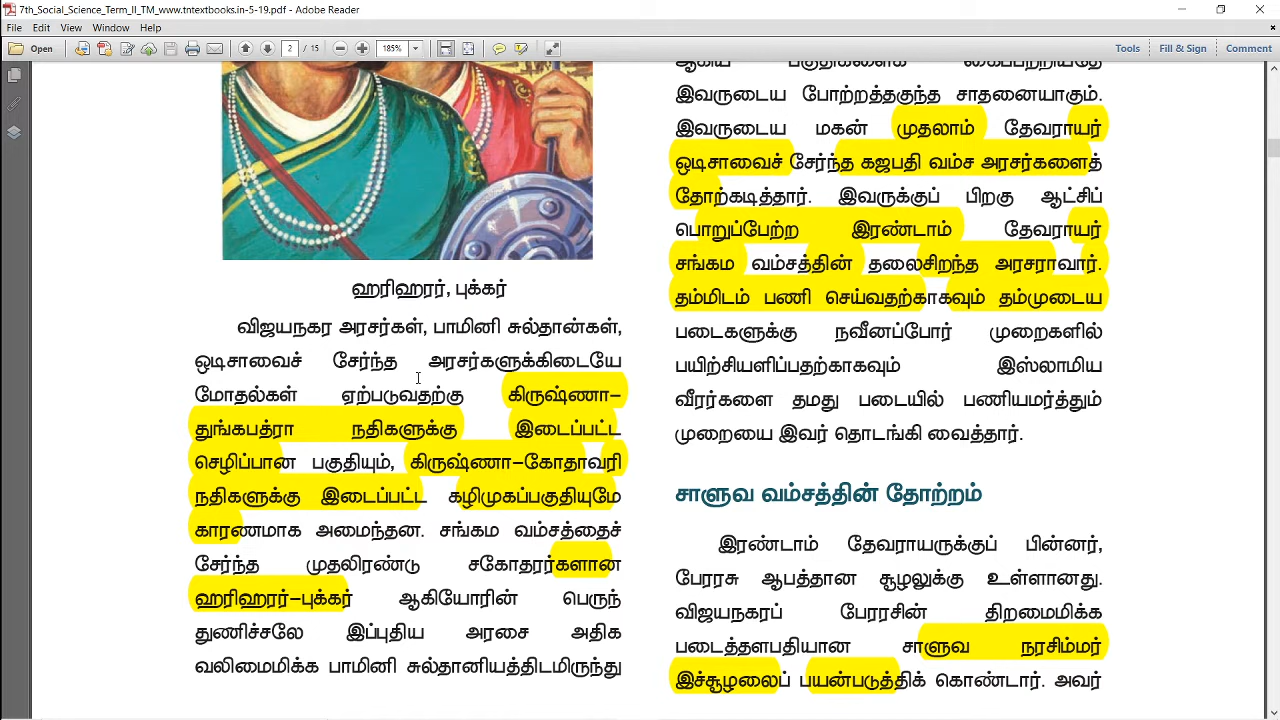 7th_Social_Science_Term_II_TM_www.tntextbooks.in-5-19.pdf - Adobe Reader
File Edit View Window Help
Open 2 / 15 185% Tools Fill & Sign Comment
ஹரிஹரர், புக்கர்
விஜயநகர அரசர்கள், பாமினி சுல்தான்கள்,
ஒடிசாவைச் சேர்ந்த அரசர்களுக்கிடையே
மோதல்கள் ஏற்படுவதற்கு கிருஷ்ணா–
துங்கபத்ரா நதிகளுக்கு இடைப்பட்ட
செழிப்பான பகுதியும், கிருஷ்ணா–கோதாவரி
நதிகளுக்கு இடைப்பட்ட கழிமுகப்பகுதியுமே
காரணமாக அமைந்தன. சங்கம வம்சத்தைச்
சேர்ந்த முதலிரண்டு சகோதரர்களான
ஹரிஹரர்–புக்கர் ஆகியோரின் பெருந்
துணிச்சலே இப்புதிய அரசை அதிக
வலிமைமிக்க பாமினி சுல்தானியத்திடமிருந்து
ஆகிய பகுதிகளைக் கைப்பற்றியதே
இவருடைய போற்றத்தகுந்த சாதனையாகும்.
இவருடைய மகன் முதலாம் தேவராயர்
ஒடிசாவைச் சேர்ந்த கஜபதி வம்ச அரசர்களைத்
தோற்கடித்தார். இவருக்குப் பிறகு ஆட்சிப்
பொறுப்பேற்ற இரண்டாம் தேவராயர்
சங்கம வம்சத்தின் தலைசிறந்த அரசராவார்.
தம்மிடம் பணி செய்வதற்காகவும் தம்முடைய
படைகளுக்கு நவீனப்போர் முறைகளில்
பயிற்சியளிப்பதற்காகவும் இஸ்லாமிய
வீரர்களை தமது படையில் பணியமர்த்தும்
முறையை இவர் தொடங்கி வைத்தார்.
சாளுவ வம்சத்தின் தோற்றம்
இரண்டாம் தேவராயருக்குப் பின்னர்,
பேரரசு ஆபத்தான சூழலுக்கு உள்ளானது.
விஜயநகரப் பேரரசின் திறமைமிக்க
படைத்தளபதியான சாளுவ நரசிம்மர்
இச்சூழலைப் பயன்படுத்திக் கொண்டார். அவர்